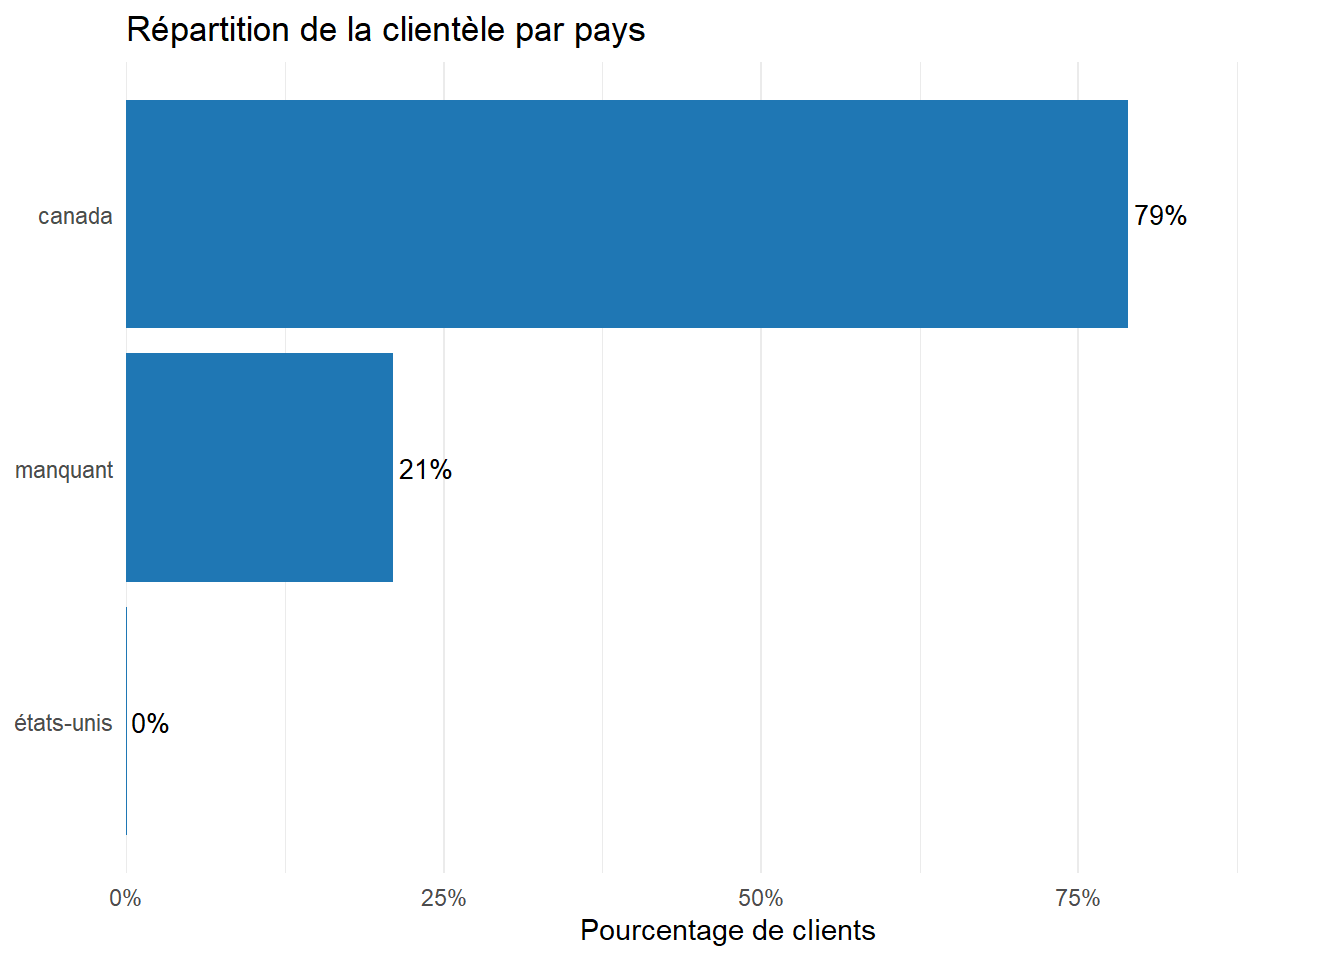 Répartition de la clientèle par pays
canada
79%
manquant
21%
états-unis
0%
0%
25%
50%
75%
Pourcentage de clients